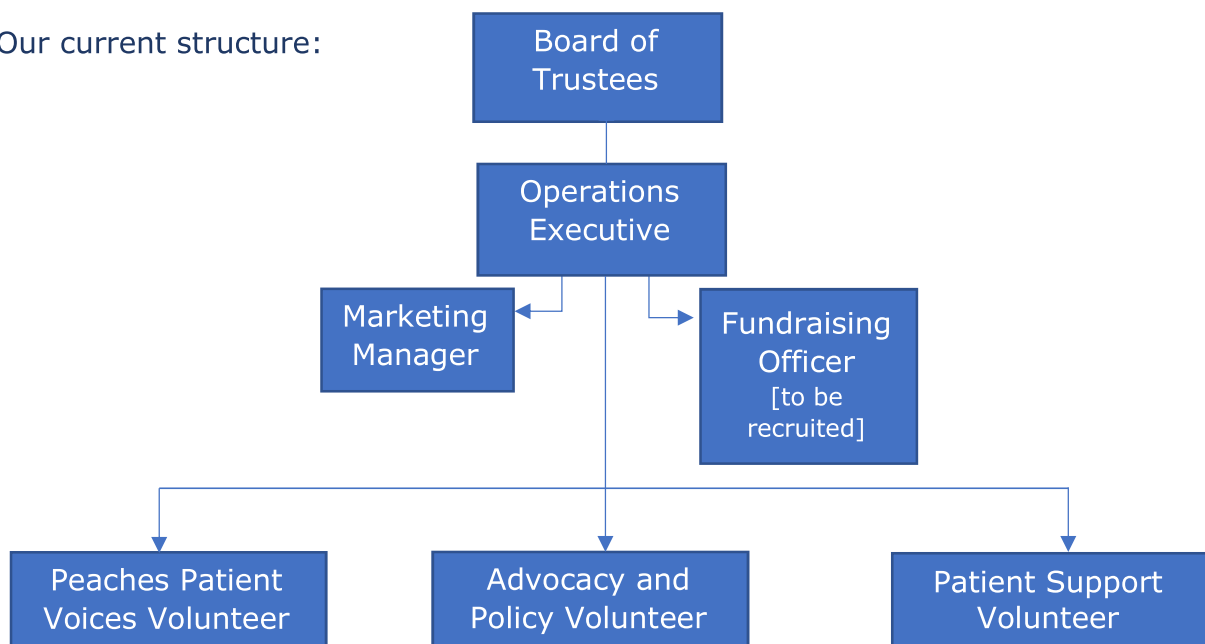 Our current structure:
Board of
Trustees
Operations
Executive
Marketing
Manager
Fundraising
Officer
[to be
recruited]
Peaches Patient
Voices Volunteer
Advocacy and
Policy Volunteer
Patient Support
Volunteer